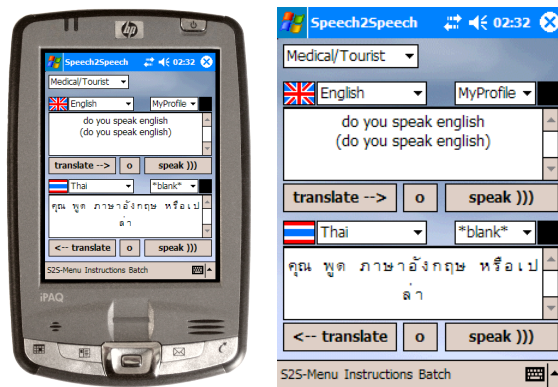 hp
Speech2Speech 02:32
Medical/Tourist
English MyProfile
do you speak english
(do you speak english)
translate --> o speak )))
Thai *blank*
คุณ พูด ภาษาอังกฤษ หรือเป
ล่า
<-- translate o speak )))
S2S-Menu Instructions Batch
iPAQ
Speech2Speech 02:32
Medical/Tourist
English MyProfile
do you speak english
(do you speak english)
translate --> o speak )))
Thai *blank*
คุณ พูด ภาษาอังกฤษ หรือเป
ล่า
<-- translate o speak )))
S2S-Menu Instructions Batch